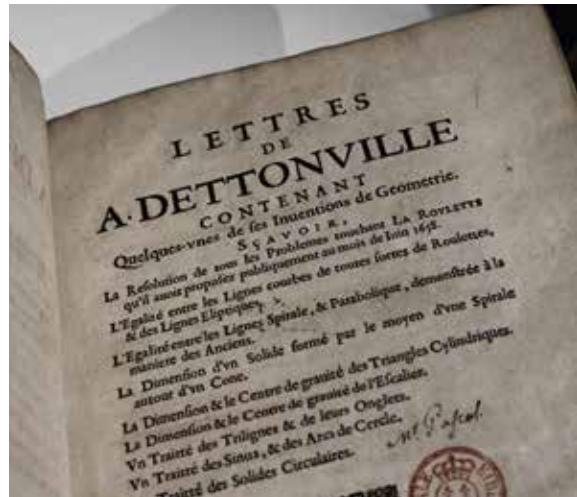 LETTRES
DE
A. DETTONVILLE
CONTENANT
Quelques-vnes de ses Inuentions de Geometrie.
SÇAVOIR,
La Resolution de tous les Problemes touchant LA ROVLETTE
qu'il auoit proposez publiquement au mois de Iuin 1658.
L'Egalité entre les Lignes courbes de toutes sortes de Roulettes,
& des Lignes Eliptiques.
L'Egalité entre les Lignes Spirale, & Parabolique, demonstrée à la
maniere des Anciens.
La Dimension d'vn Solide formé par le moyen d'vne Spirale
autour d'vn Cone.
La Dimension & le Centre de grauité des Triangles Cylindriques.
La Dimension & le Centre de grauité de l'Escalier.
Vn Traitté des Trilignes & de leurs Onglets.
Vn Traitté des Sinus, & des Arcs de Cercle.
Traitté des Solides Circulaires.
Mr. Pascal.